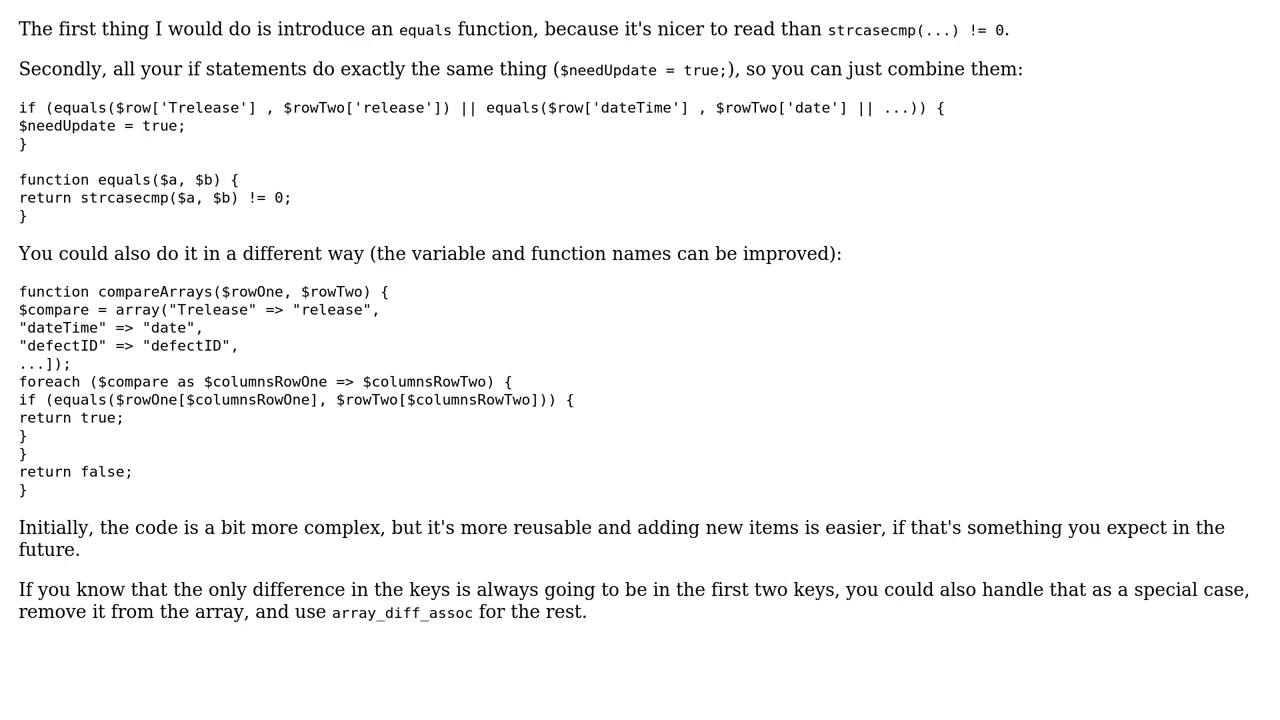 The first thing I would do is introduce an equals function, because it's nicer to read than strcasecmp(...) != 0.
Secondly, all your if statements do exactly the same thing ($needUpdate = true;), so you can just combine them:
if (equals($row['Trelease'] , $rowTwo['release']) || equals($row['dateTime'] , $rowTwo['date'] || ...)) {
$needUpdate = true;
}
function equals($a, $b) {
return strcasecmp($a, $b) != 0;
}
You could also do it in a different way (the variable and function names can be improved):
function compareArrays($rowOne, $rowTwo) {
$compare = array("Trelease" => "release",
"dateTime" => "date",
"defectID" => "defectID",
...]);
foreach ($compare as $columnsRowOne => $columnsRowTwo) {
if (equals($rowOne[$columnsRowOne], $rowTwo[$columnsRowTwo])) {
return true;
}
}
return false;
}
Initially, the code is a bit more complex, but it's more reusable and adding new items is easier, if that's something you expect in the
future.
If you know that the only difference in the keys is always going to be in the first two keys, you could also handle that as a special case,
remove it from the array, and use array_diff_assoc for the rest.